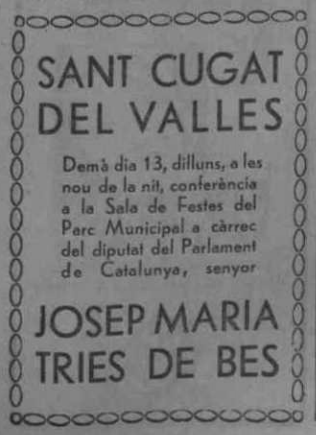 SANT CUGAT
DEL VALLES
Demà dia 13, dilluns, a les
nou de la nit, conferència
a la Sala de Festes del
Parc Municipal a càrrec
del diputat del Parlament
de Catalunya, senyor
JOSEP MARIA
TRIES DE BES